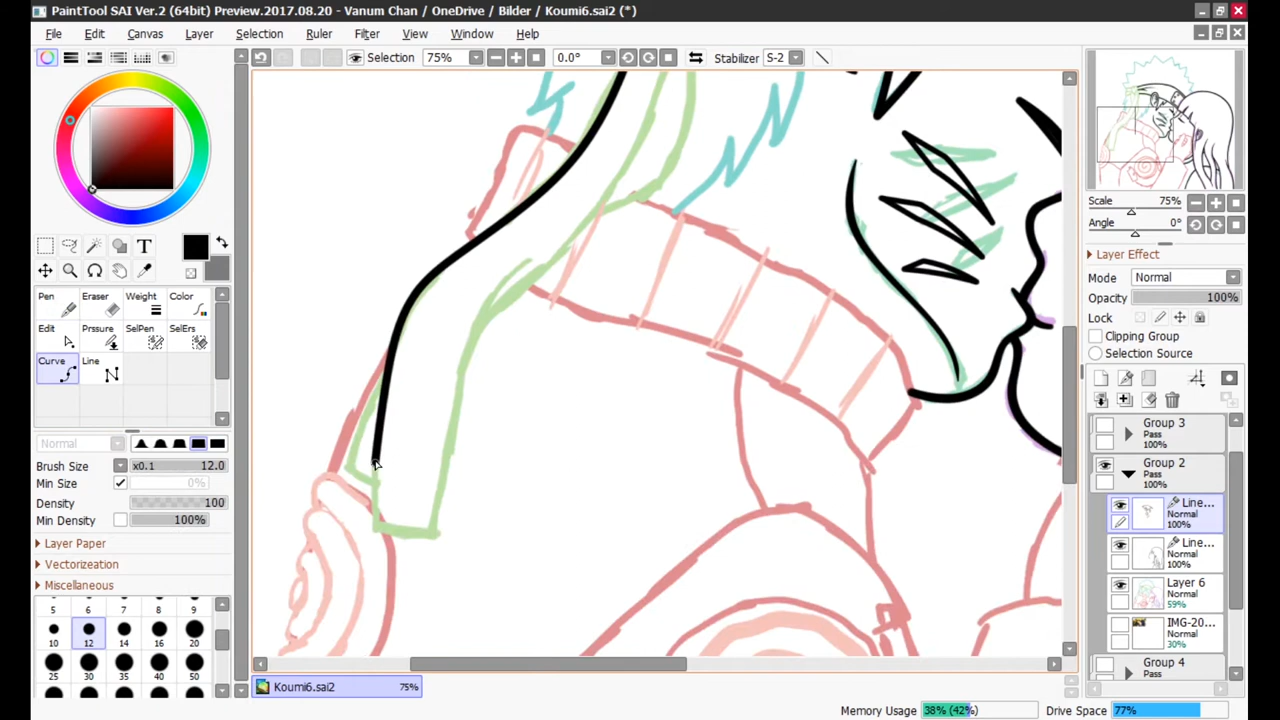 PaintTool SAI Ver.2 (64bit) Preview.2017.08.20 - Vanum Chan / OneDrive / Bilder / Koumi6.sai2 (*)
File Edit Canvas Layer Selection Ruler Filter View Window Help
Selection 75% 0.0° Stabilizer S-2
T
Pen Eraser Weight Color
Edit Prssure SelPen SelErs
Curve Line
Normal
Brush Size x0.1 12.0
Min Size 0%
Density 100
Min Density 100%
Layer Paper
Vectorizeation
Miscellaneous
5 6 7 8 9
10 12 14 16 20
25 30 35 40 50
Koumi6.sai2 75%
Scale 75%
Angle 0°
Layer Effect
Mode Normal
Opacity 100%
Lock
Clipping Group
Selection Source
Group 3
Pass
100%
Group 2
Pass
100%
Line...
Normal
100%
Line...
Normal
100%
Layer 6
Normal
59%
IMG-20...
Normal
30%
Group 4
Pass
Memory Usage 38% (42%) Drive Space 77%